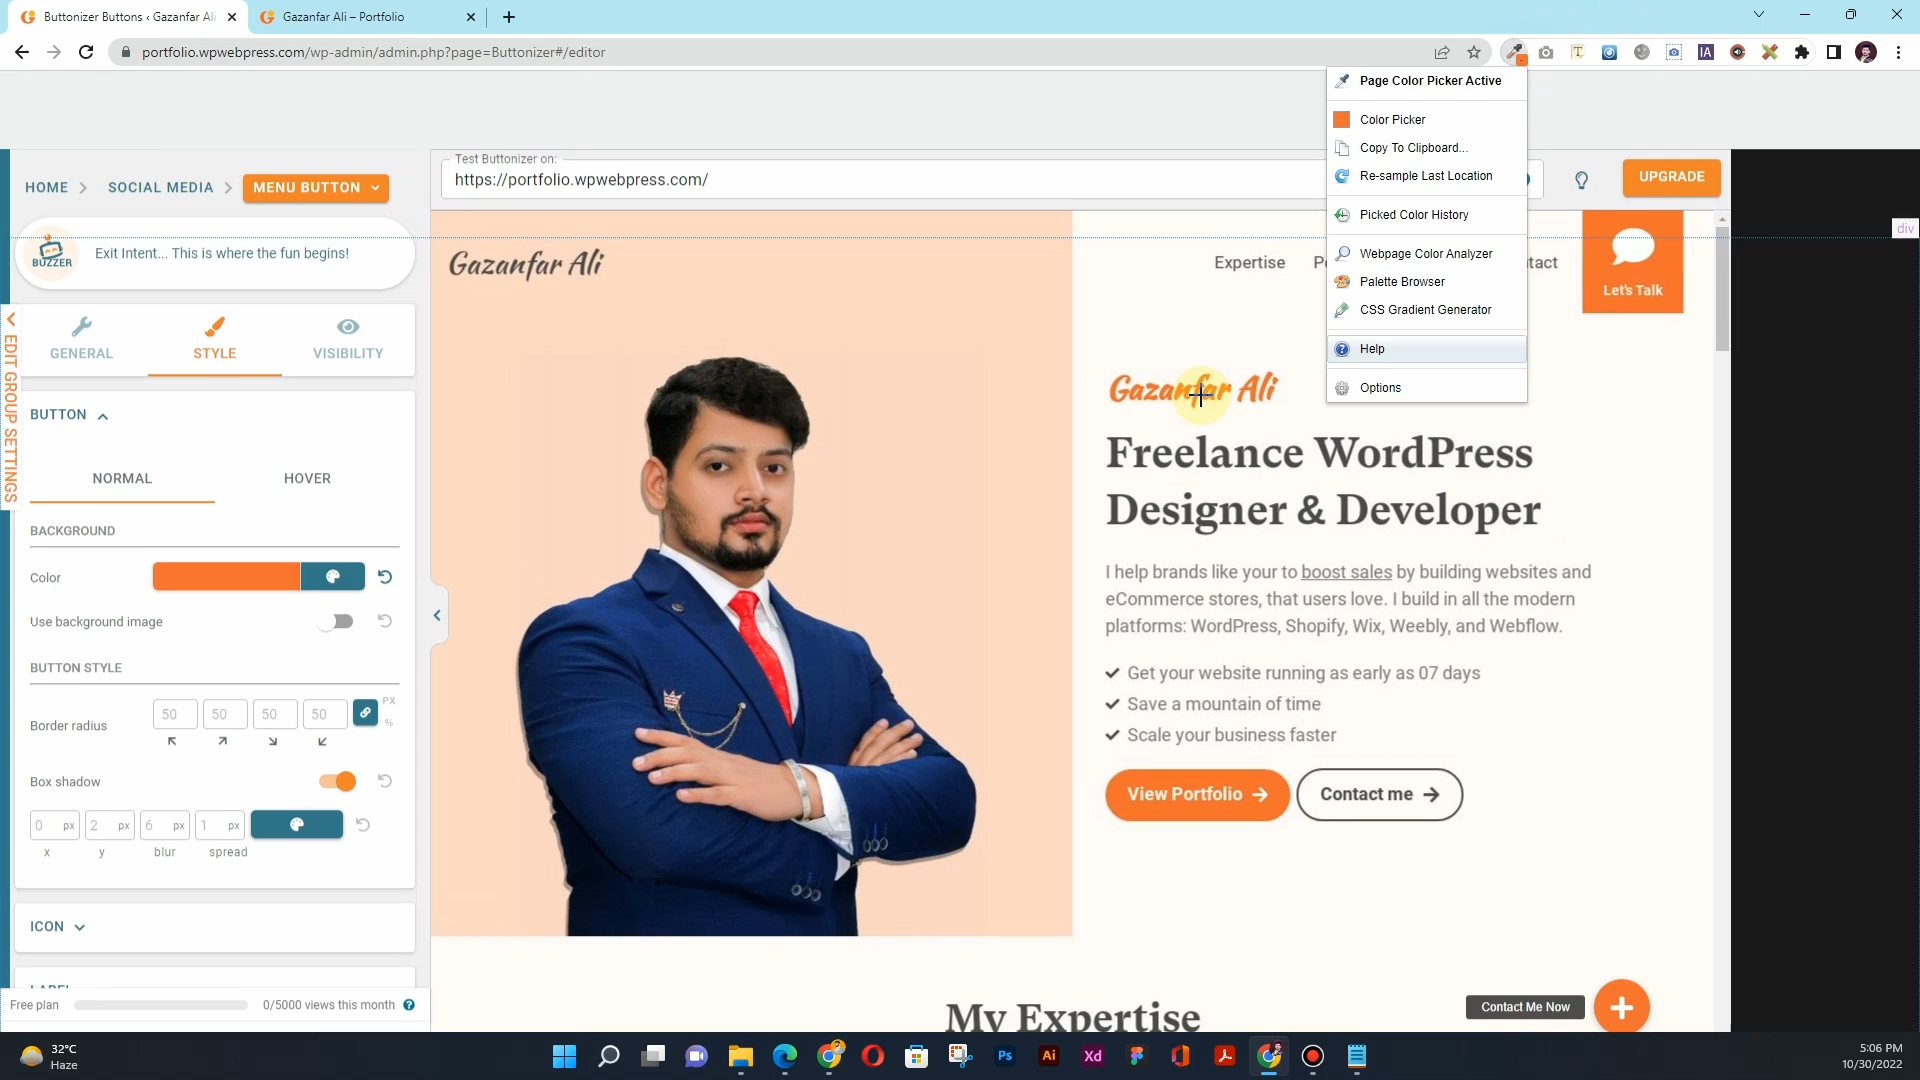 Buttonizer Buttons ‹ Gazanfar Ali
Gazanfar Ali – Portfolio
portfolio.wpwebpress.com/wp-admin/admin.php?page=Buttonizer#/editor
IA
Page Color Picker Active
Color Picker
Copy To Clipboard...
Re-sample Last Location
Picked Color History
Webpage Color Analyzer
Palette Browser
CSS Gradient Generator
Help
Options
HOME
SOCIAL MEDIA
MENU BUTTON
Test Buttonizer on:
https://portfolio.wpwebpress.com/
UPGRADE
div
BUZZER
Exit Intent... This is where the fun begins!
EDIT GROUP SETTINGS
GENERAL
STYLE
VISIBILITY
BUTTON
NORMAL
HOVER
BACKGROUND
Color
Use background image
BUTTON STYLE
Border radius
50
50
50
50
PX
%
Box shadow
0 px
2 px
6 px
1 px
x
y
blur
spread
ICON
Free plan
0/5000 views this month
Gazanfar Ali
Expertise
Let's Talk
Gazanfar Ali
Freelance WordPress
Designer & Developer
I help brands like your to boost sales by building websites and
eCommerce stores, that users love. I build in all the modern
platforms: WordPress, Shopify, Wix, Weebly, and Webflow.
Get your website running as early as 07 days
Save a mountain of time
Scale your business faster
View Portfolio
Contact me
My Expertise
Contact Me Now
32°C
Haze
Ps
Ai
Xd
5:06 PM
10/30/2022